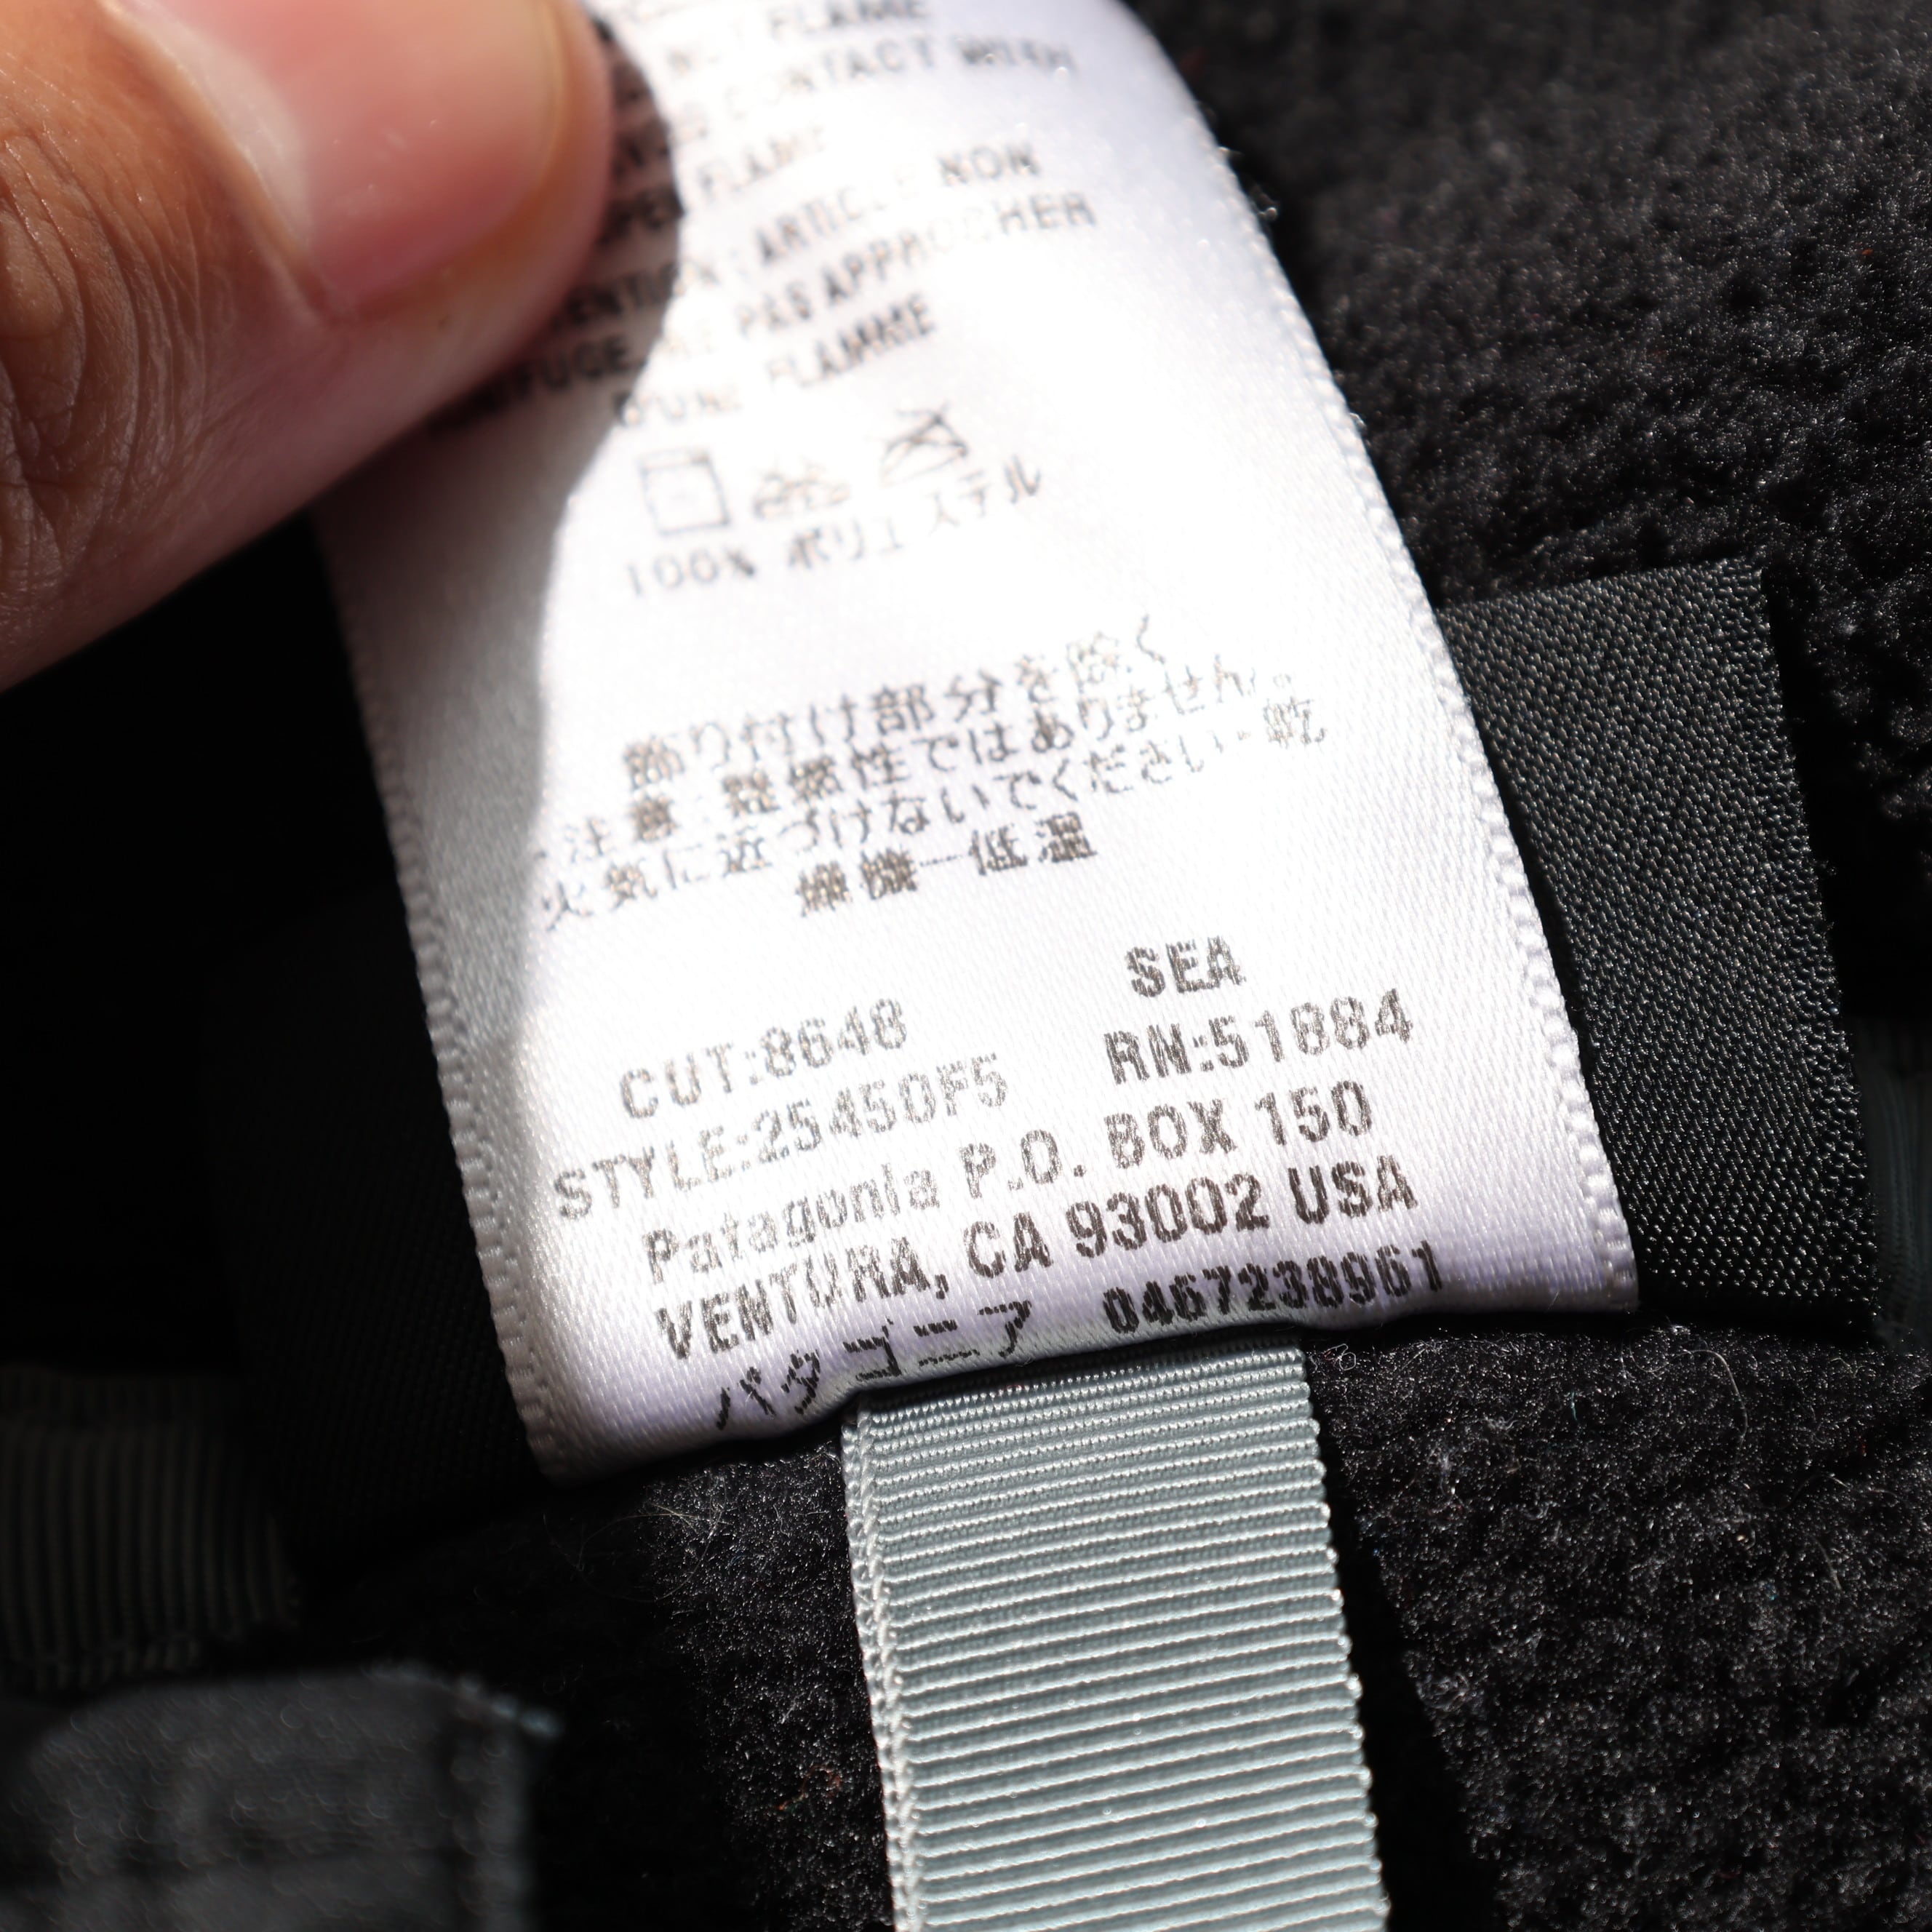 FLAME
CONTACT WITH
FLAME
ARTICLE NON
PAS APPROCHER
D'UNE FLAMME
100% ポリエステル
飾り付け部分を除く
注意:難燃性ではありません。
火気に近づけないでください-乾
燥機-低温
SEA
CUT:8648 RN:51884
STYLE:25450F5
Patagonia P.O. BOX 150
VENTURA, CA 93002 USA
パタゴニア 0467238961